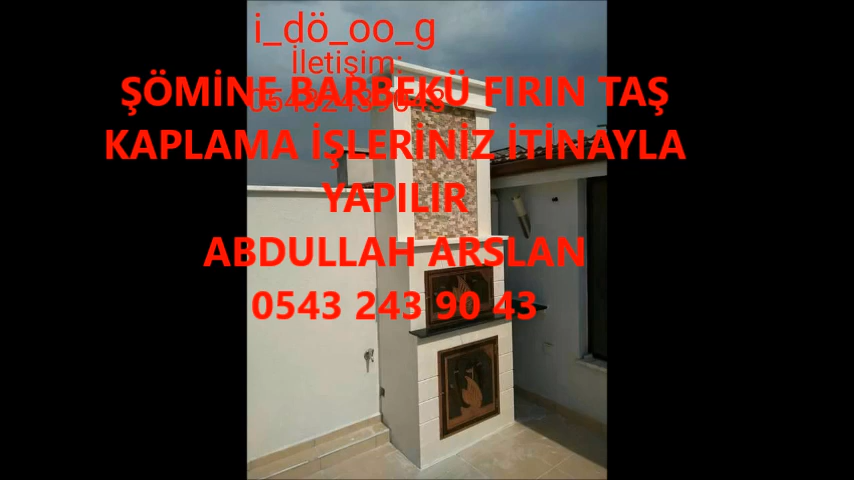 i_dö_oo_g
İletişim:
05432439043
ŞÖMİNE BARBEKÜ FIRIN TAŞ
KAPLAMA İŞLERİNİZ İTİNAYLA
YAPILIR
ABDULLAH ARSLAN
0543 243 90 43